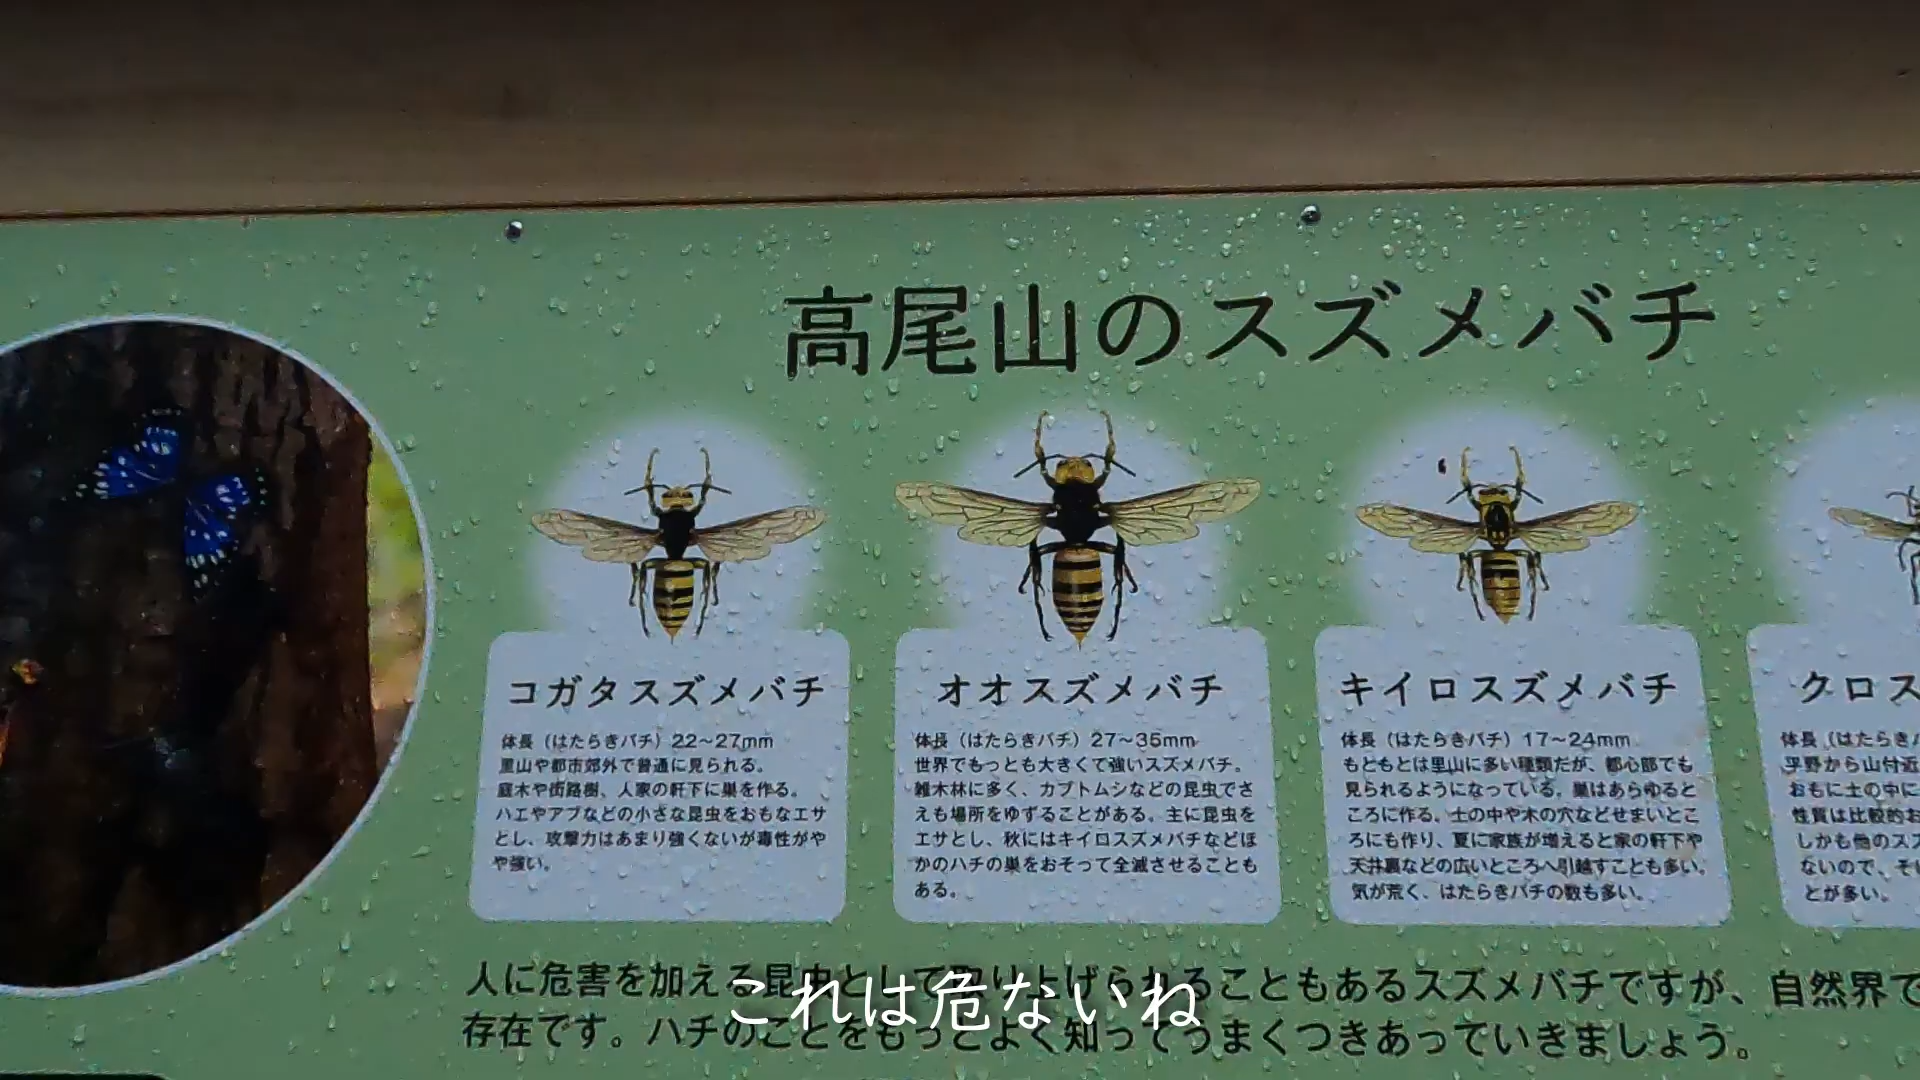 高尾山のスズメバチ
コガタスズメバチ
体長（はたらきバチ）22～27mm
里山や都市郊外で普通に見られる。
庭木や街路樹、人家の軒下に巣を作る。
ハエやアブなどの小さな昆虫をおもなエサ
とし、攻撃力はあまり強くないが毒性がや
や強い。
オオスズメバチ
体長（はたらきバチ）27～35mm
世界でもっとも大きくて強いスズメバチ。
雑木林に多く、カブトムシなどの昆虫でさ
えも場所をゆずることがある。主に昆虫を
エサとし、秋にはキイロスズメバチなどほ
かのハチの巣をおそって全滅させることも
ある。
キイロスズメバチ
体長（はたらきバチ）17～24mm
もともとは里山に多い種類だが、都心部でも
見られるようになっている。巣はあらゆると
ころに作る。土の中や木の穴などせまいとこ
ろにも作り、夏に家族が増えると家の軒下や
天井裏などの広いところへ引越すことも多い。
気が荒く、はたらきバチの数も多い。
クロス
体長（はたらき
平野から山付近
おもに土の中に
性質は比較的お
しかも他のスズ
ないので、そ
とが多い。
人に危害を加える昆虫として取り上げられることもあるスズメバチですが、自然界で
存在です。ハチのことをもっとよく知ってうまくつきあっていきましょう。
これは危ないね